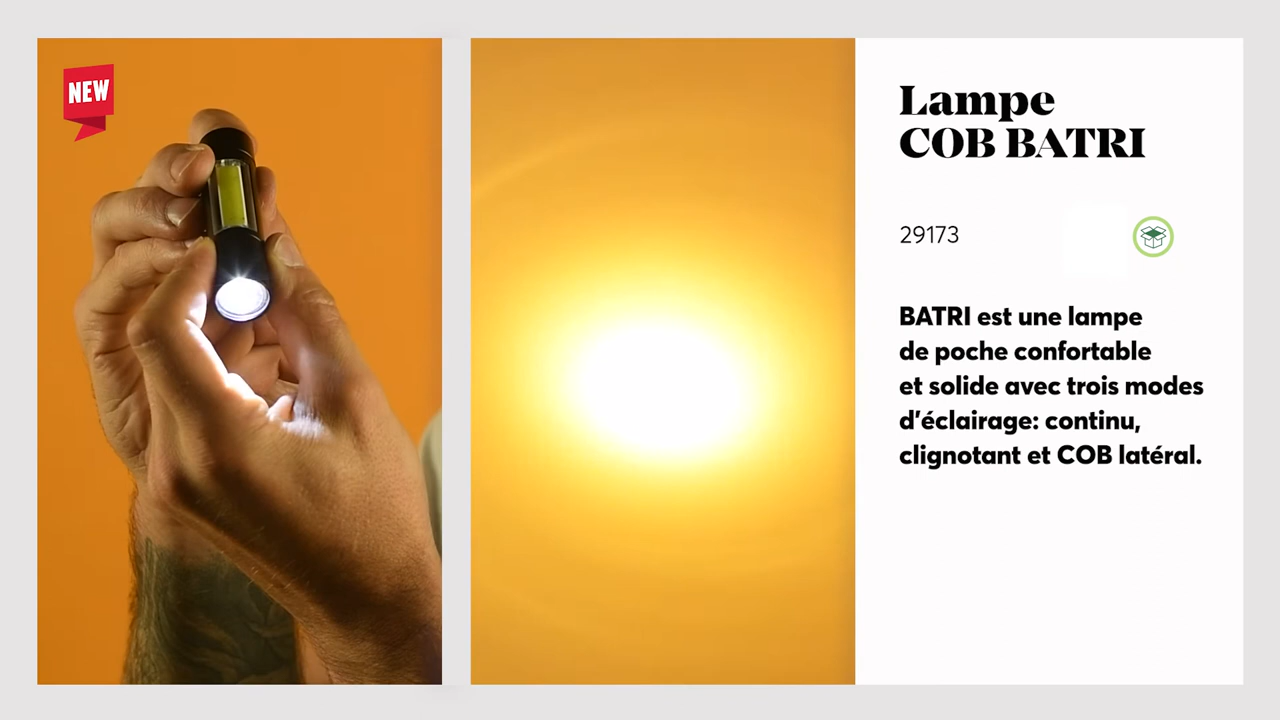 NEW
Lampe
COB BATRI
29173
BATRI est une lampe
de poche confortable
et solide avec trois modes
d'éclairage: continu,
clignotant et COB latéral.